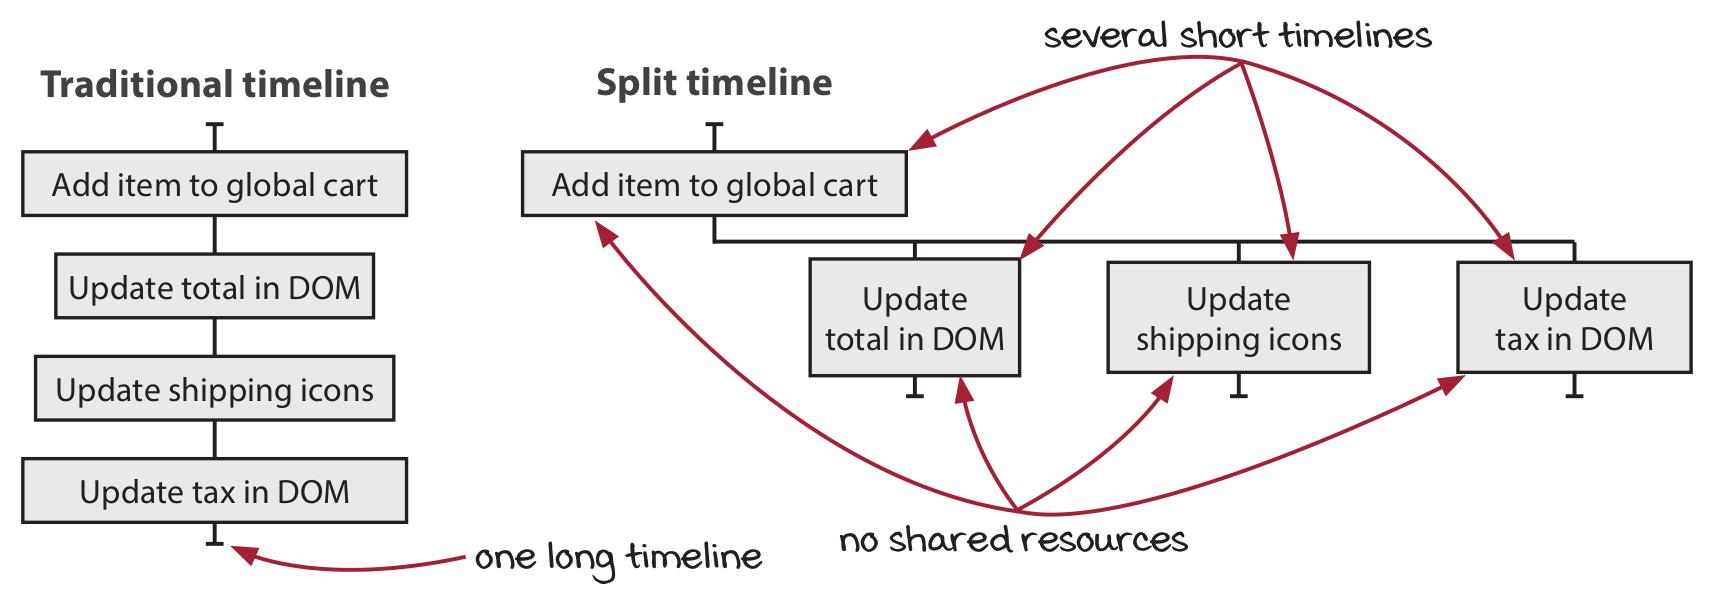 several short timelines
Traditional timeline
Split timeline
Add item to global cart
Update total in DOM
Update shipping icons
Update tax in DOM
one long timeline
Add item to global cart
Update
total in DOM
Update
shipping icons
Update
tax in DOM
no shared resources